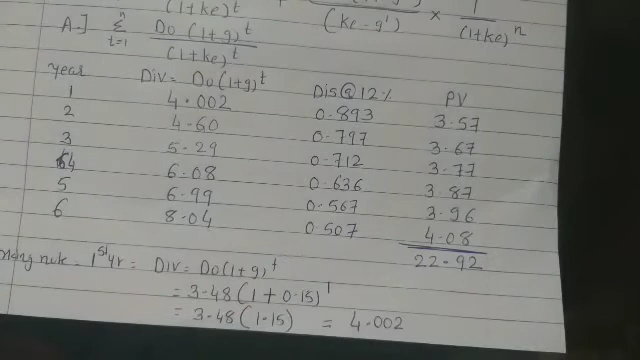 (1+ke)^t (ke-g') × 1/(1+ke)^n
A.] n Σ t=1 Do(1+g)^t / (1+ke)^t
Year Div = Do(1+g)^t Dis@12% PV
1 4.002 0.893 3.57
2 4.60 0.797 3.67
3 5.29 0.712 3.77
4 6.08 0.636 3.87
5 6.99 0.567 3.96
6 8.04 0.507 4.08
22.92
1st yr = Div = Do(1+g)^t
= 3.48(1+0.15)^1
= 3.48(1.15) = 4.002